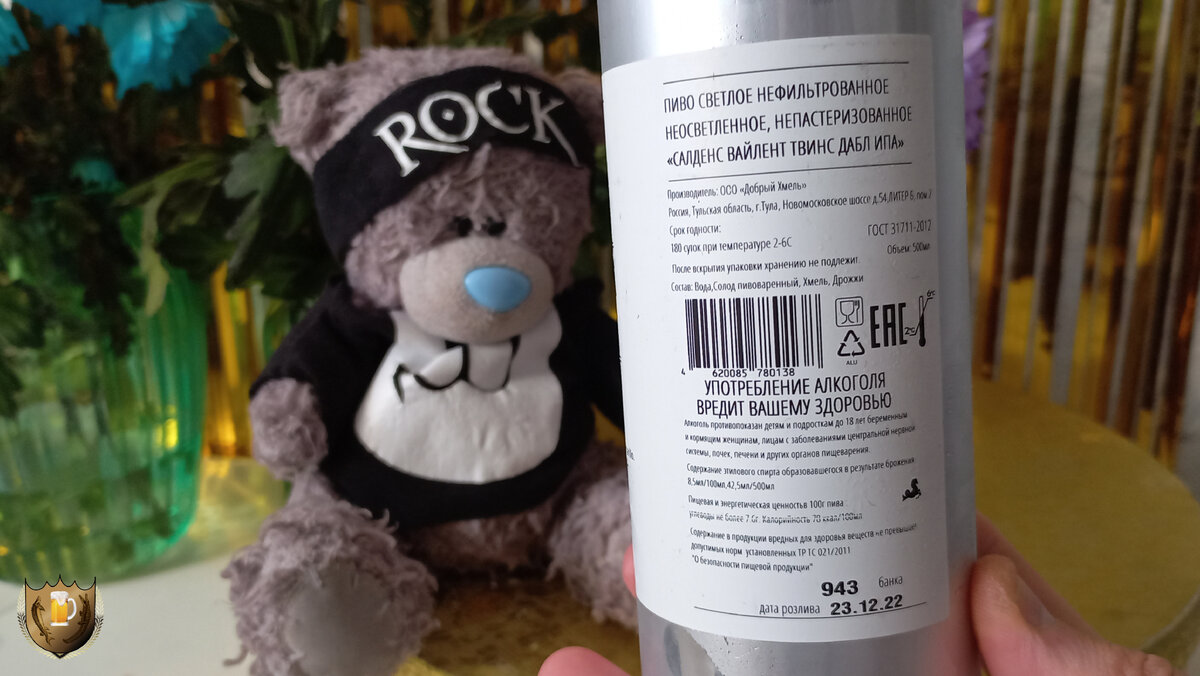 ROCK
ПИВО СВЕТЛОЕ НЕФИЛЬТРОВАННОЕ
НЕОСВЕТЛЕННОЕ, НЕПАСТЕРИЗОВАННОЕ
«САЛДЕНС ВАЙЛЕНТ ТВИНС ДАБЛ ИПА»
Производитель: ООО «Добрый Хмель»
Россия, Тульская область, г.Тула, Новомосковское шоссе д.54,ЛИТЕР Б, пом 2
Срок годности:
ГОСТ 31711-2012
180 суток при температуре 2-6С
Объем: 500мл
После вскрытия упаковки хранению не подлежит.
Состав: Вода,Солод пивоваренный, Хмель, Дрожжи
EAC
2°C
6°C
ALU
4 620085 780138
УПОТРЕБЛЕНИЕ АЛКОГОЛЯ
ВРЕДИТ ВАШЕМУ ЗДОРОВЬЮ
Алкоголь противопоказан детям и подросткам до 18 лет беременным
и кормящим женщинам, лицам с заболеваниями центральной нервной
системы, почек, печени и других органов пищеварения.
Содержание этилового спирта образовавшегося в результате брожения
8,5мл/100мл,42,5мл/500мл
Пищевая и энергетическая ценностьв 100г пива
углеводы не более 7.0г. Калорийность 70 ккал/100мл
Содержание в продукции вредных для здоровья веществ не превышает
допустимых норм установленных ТР ТС 021/2011
"О безопасности пищевой продукции"
943 банка
дата розлива 23.12.22